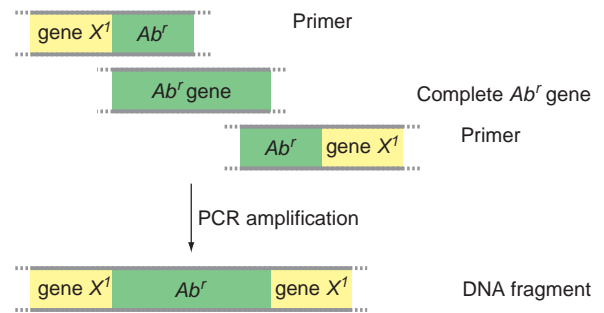 Primer
gene X¹ Abʳ
Abʳ gene
Complete Abʳ gene
Primer
Abʳ gene X¹
PCR amplification
gene X¹ Abʳ gene X¹
DNA fragment